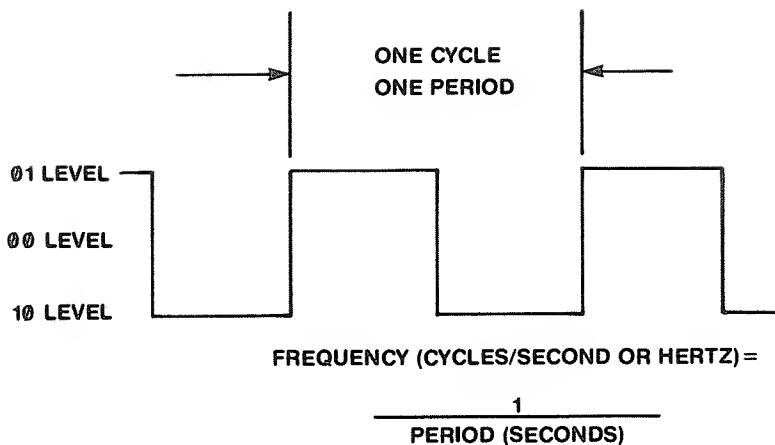 ONE CYCLE
ONE PERIOD
01 LEVEL
00 LEVEL
10 LEVEL
FREQUENCY (CYCLES/SECOND OR HERTZ) =
1
PERIOD (SECONDS)